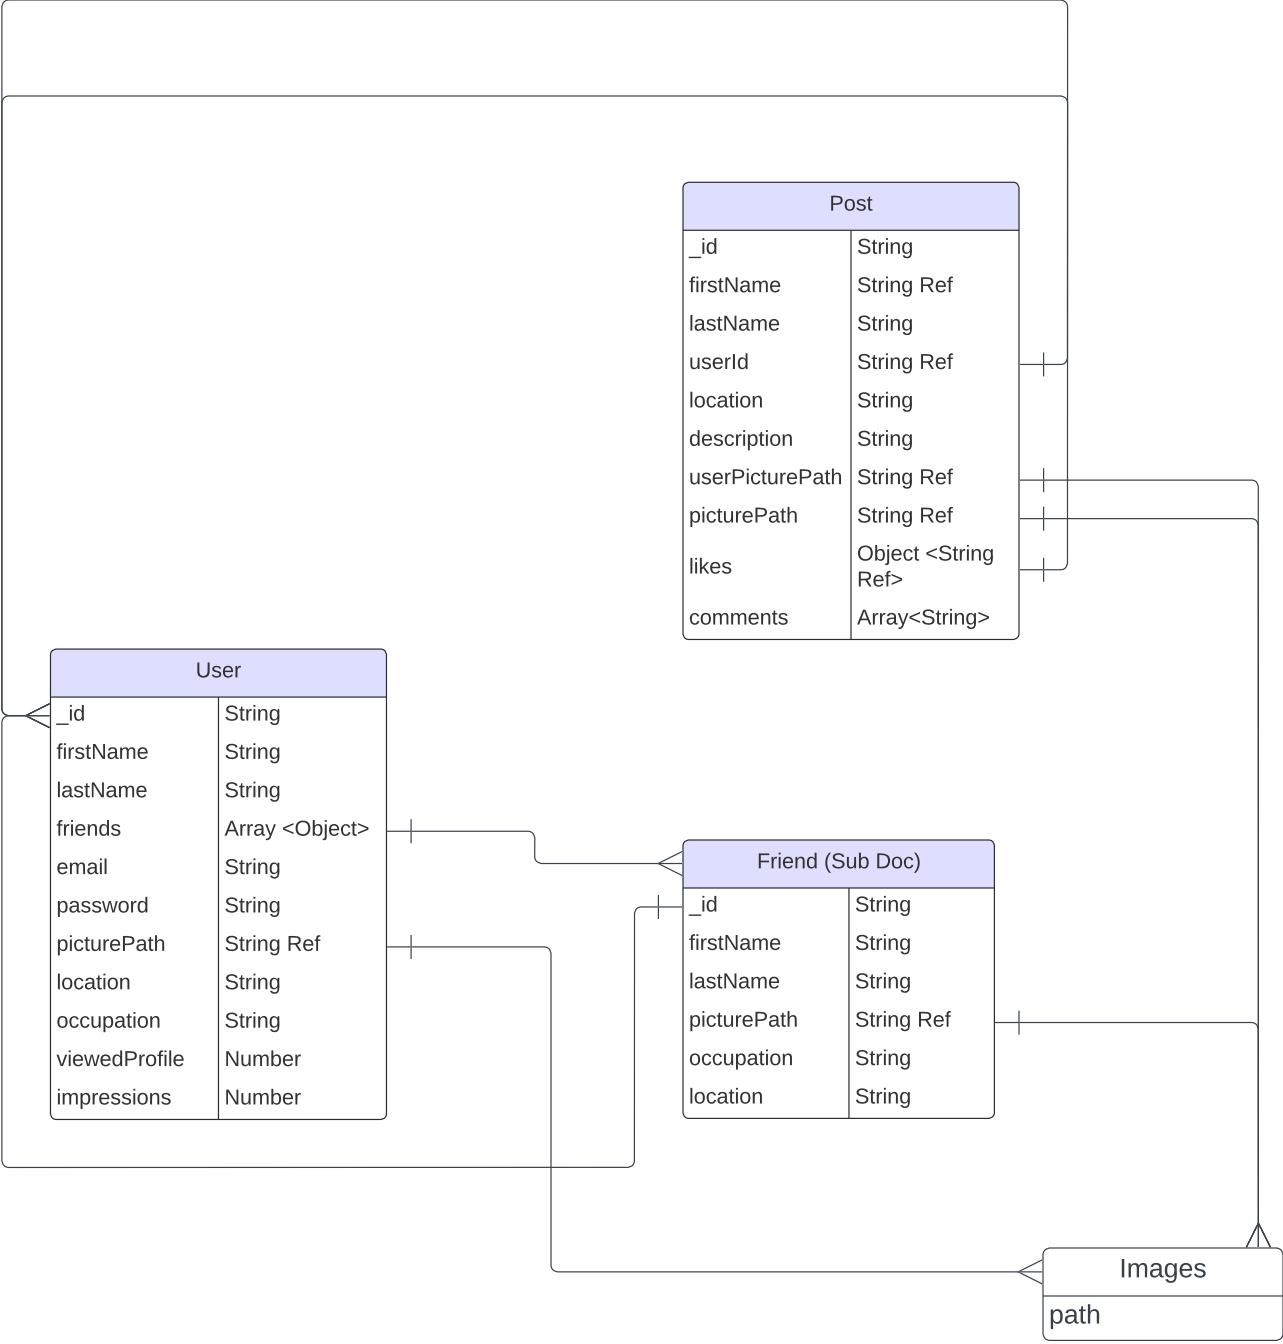 Post
_id String
firstName String Ref
lastName String
userId String Ref
location String
description String
userPicturePath String Ref
picturePath String Ref
likes Object <String
Ref>
comments Array<String>
User
_id String
firstName String
lastName String
friends Array <Object>
email String
password String
picturePath String Ref
location String
occupation String
viewedProfile Number
impressions Number
Friend (Sub Doc)
_id String
firstName String
lastName String
picturePath String Ref
occupation String
location String
Images
path